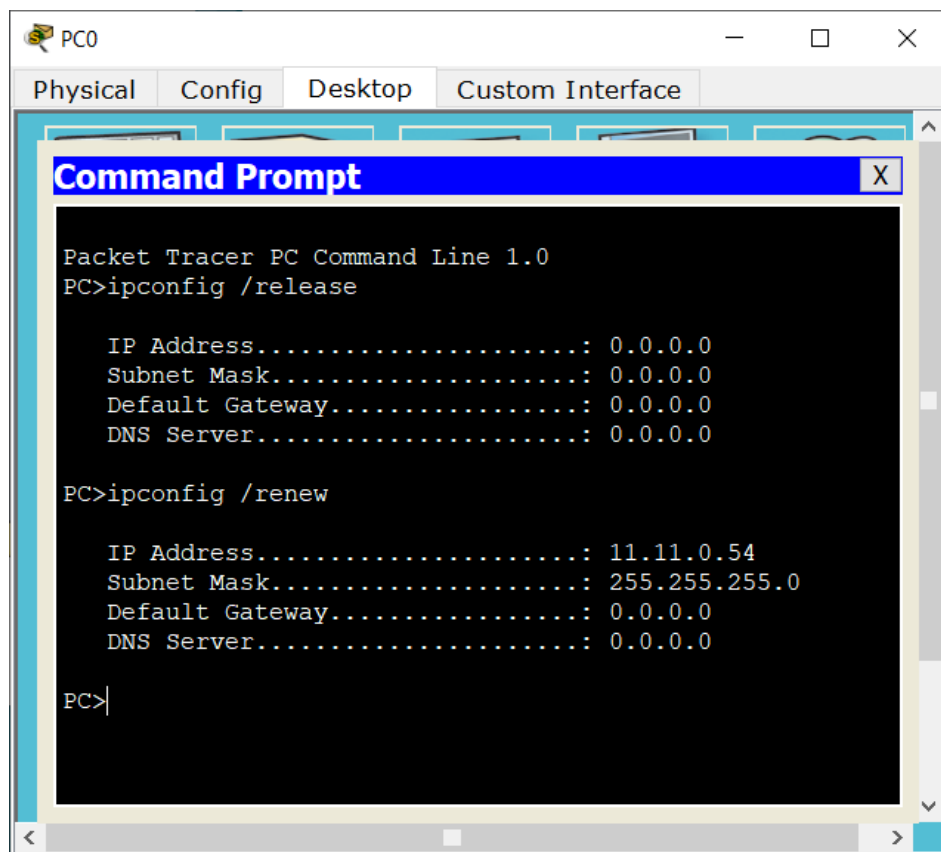 PC0
Physical Config Desktop Custom Interface
Command Prompt X
Packet Tracer PC Command Line 1.0
PC>ipconfig /release
IP Address......................: 0.0.0.0
Subnet Mask.....................: 0.0.0.0
Default Gateway.................: 0.0.0.0
DNS Server......................: 0.0.0.0
PC>ipconfig /renew
IP Address......................: 11.11.0.54
Subnet Mask.....................: 255.255.255.0
Default Gateway.................: 0.0.0.0
DNS Server......................: 0.0.0.0
PC>